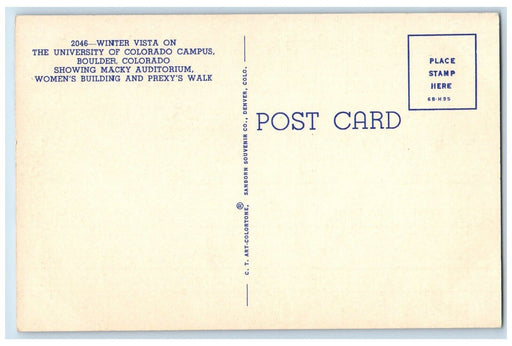 2046—WINTER VISTA ON
THE UNIVERSITY OF COLORADO CAMPUS,
BOULDER, COLORADO
SHOWING MACKY AUDITORIUM,
WOMEN'S BUILDING AND PREXY'S WALK
C. T. ART-COLORTONE, ® SANBORN SOUVENIR CO., DENVER, COLO.
POST CARD
PLACE
STAMP
HERE
6B-H95